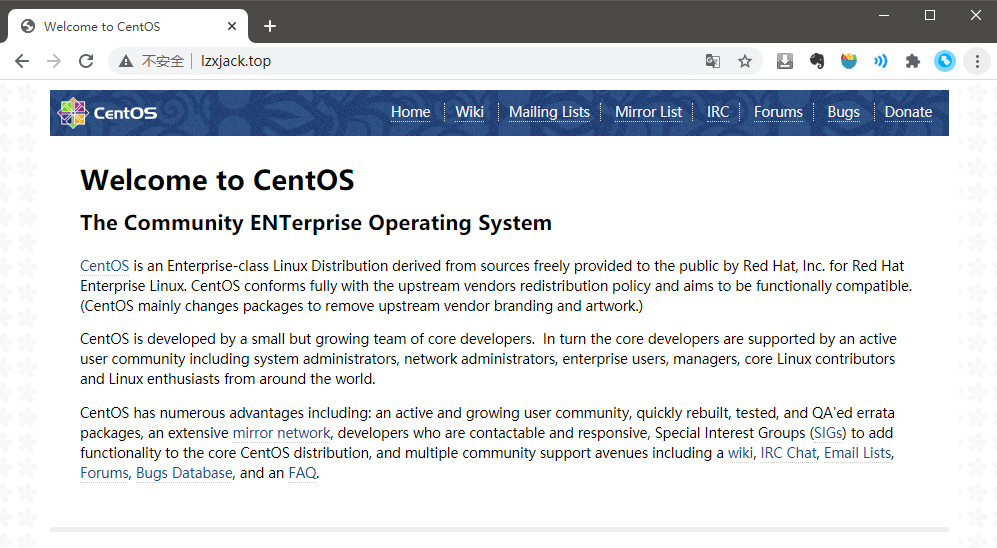 Welcome to CentOS
不安全 lzxjack.top
CentOS Home Wiki Mailing Lists Mirror List IRC Forums Bugs Donate
Welcome to CentOS
The Community ENTerprise Operating System
CentOS is an Enterprise-class Linux Distribution derived from sources freely provided to the public by Red Hat, Inc. for Red Hat
Enterprise Linux. CentOS conforms fully with the upstream vendors redistribution policy and aims to be functionally compatible.
(CentOS mainly changes packages to remove upstream vendor branding and artwork.)
CentOS is developed by a small but growing team of core developers.  In turn the core developers are supported by an active
user community including system administrators, network administrators, enterprise users, managers, core Linux contributors
and Linux enthusiasts from around the world.
CentOS has numerous advantages including: an active and growing user community, quickly rebuilt, tested, and QA'ed errata
packages, an extensive mirror network, developers who are contactable and responsive, Special Interest Groups (SIGs) to add
functionality to the core CentOS distribution, and multiple community support avenues including a wiki, IRC Chat, Email Lists,
Forums, Bugs Database, and an FAQ.